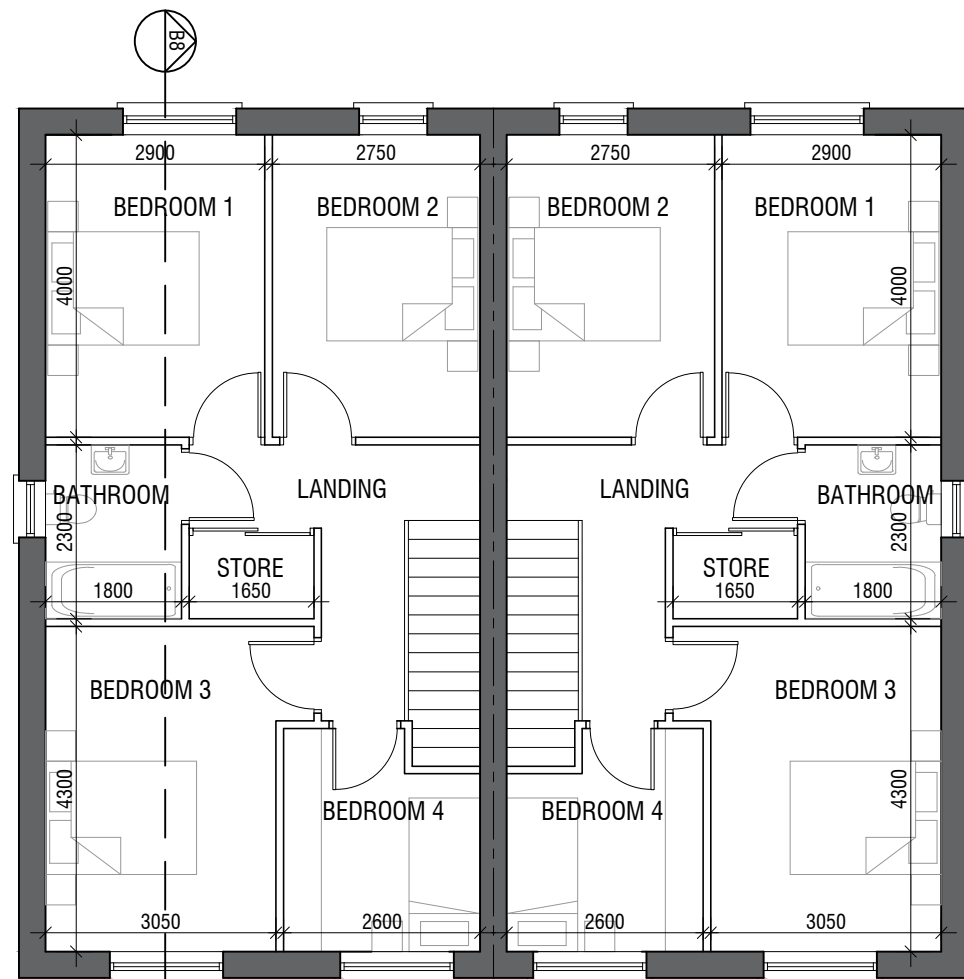 B8
2900
2750
2750
2900
BEDROOM 1
BEDROOM 2
BEDROOM 2
BEDROOM 1
4000
4000
BATHROOM
LANDING
LANDING
BATHROOM
2300
2300
STORE
STORE
1800
1650
1650
1800
BEDROOM 3
BEDROOM 3
4300
4300
BEDROOM 4
BEDROOM 4
3050
2600
2600
3050